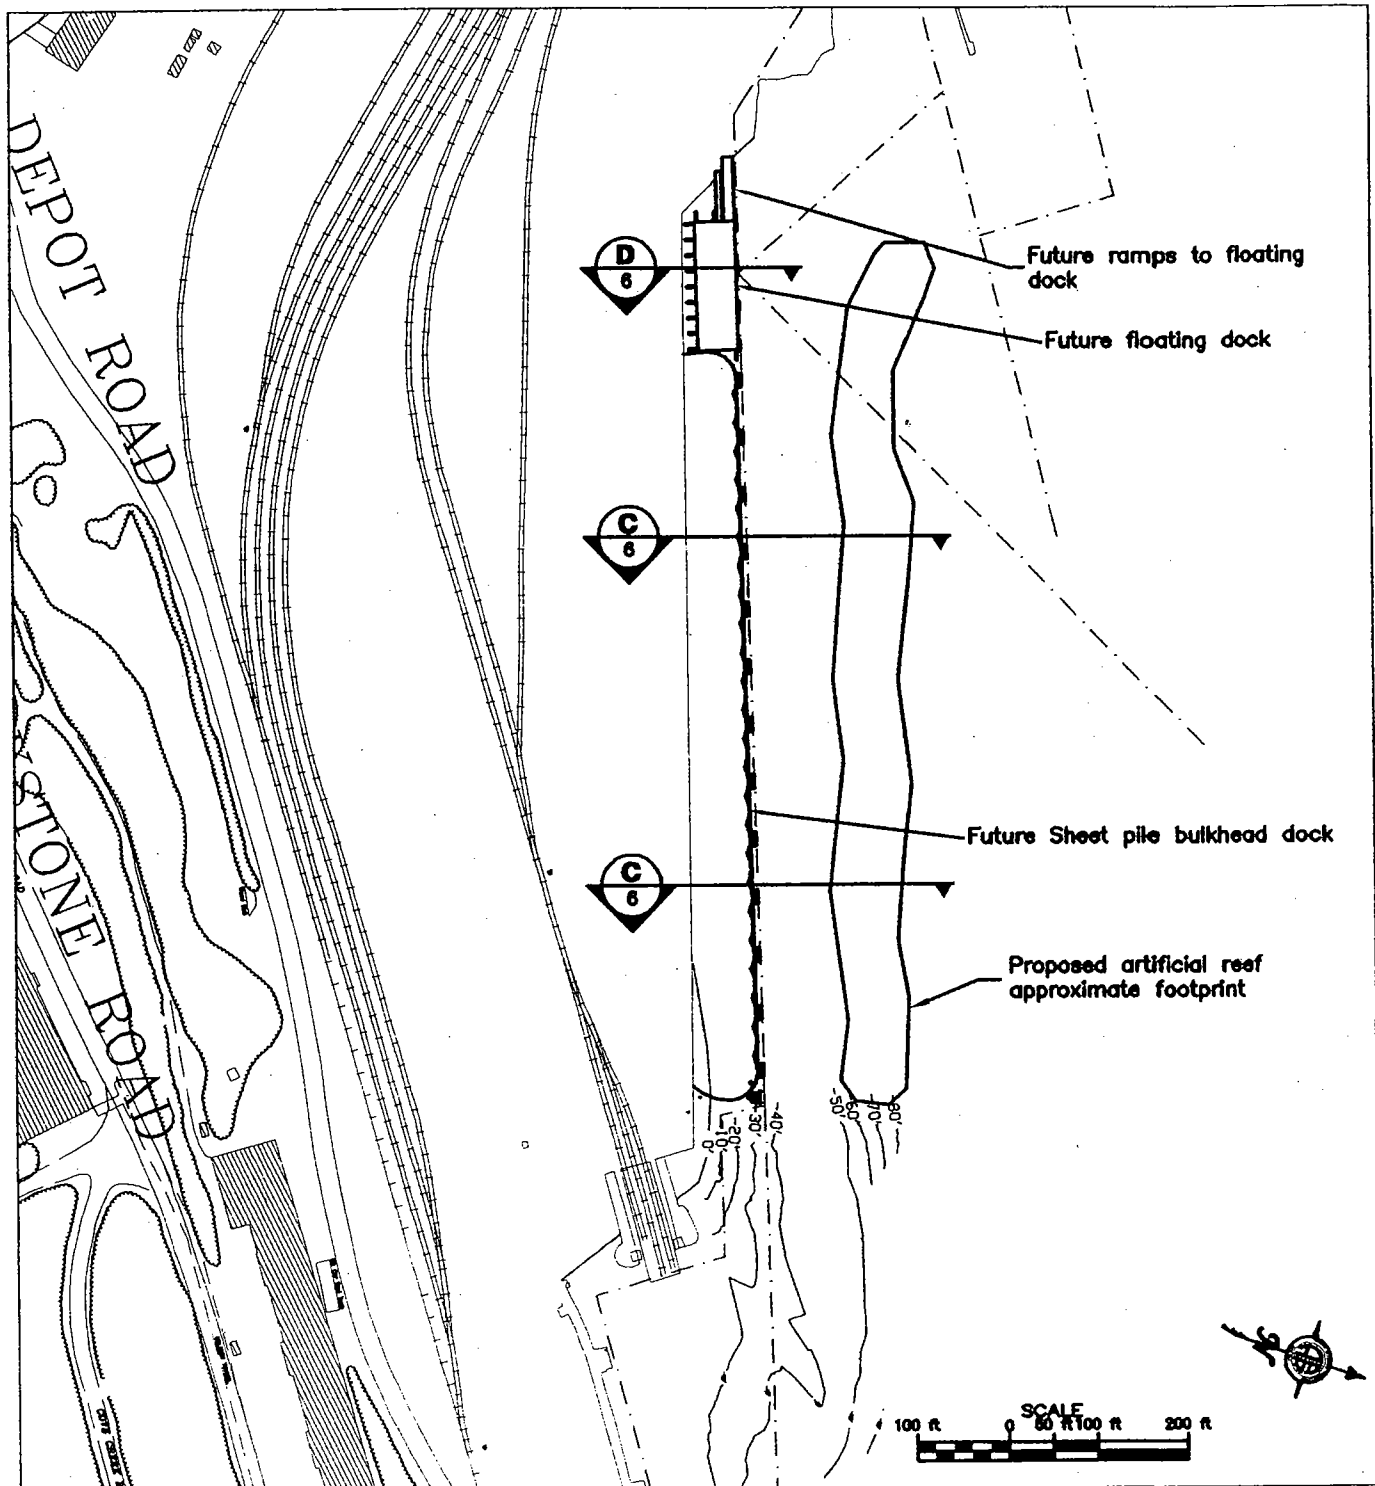 DEPOT ROAD
D
6
Future ramps to floating
dock
Future floating dock
C
6
Future Sheet pile bulkhead dock
C
6
Proposed artificial reef
approximate footprint
STONE ROAD
0'
-10'
-20'
-30'
-40'
-50'
-60'
-70'
-80'
N
SCALE
100 ft 0 50 ft 100 ft 200 ft